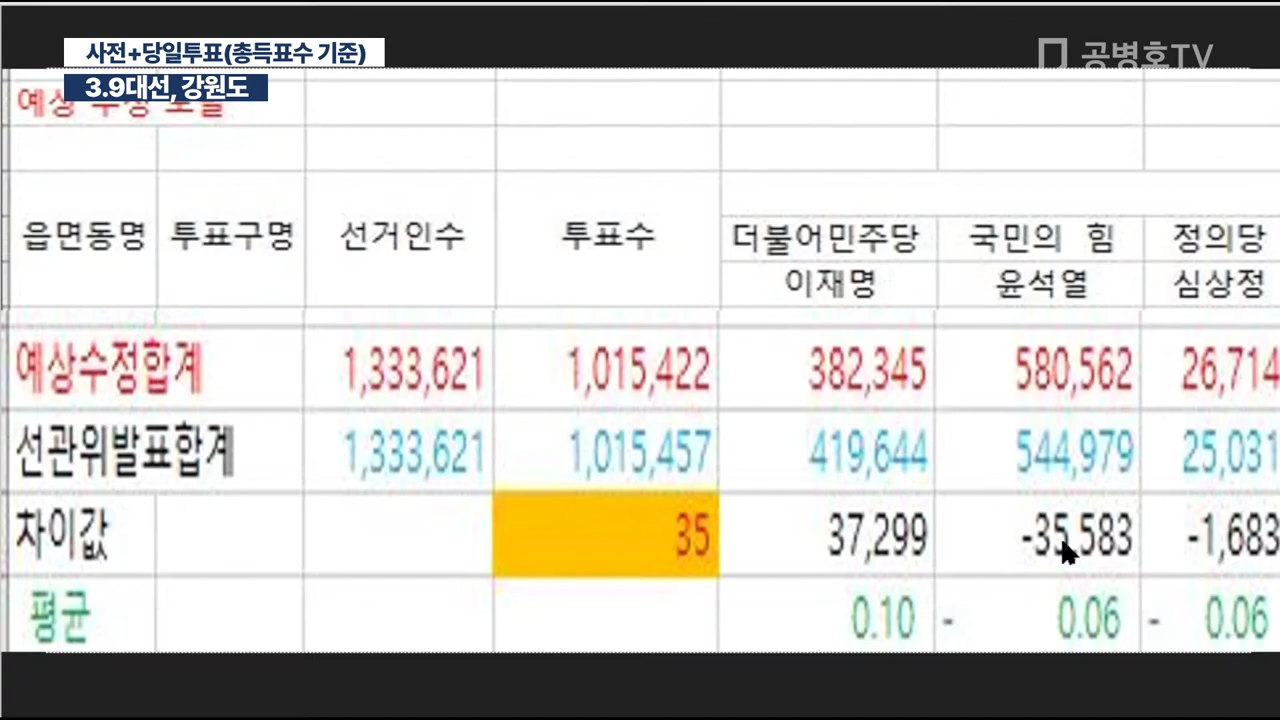 사전+당일투표(총득표수 기준)
공병호TV
3.9대선, 강원도
예상 수정 모델
읍면동명 투표구명 선거인수 투표수 더불어민주당 국민의 힘 정의당
이재명 윤석열 심상정
예상수정합계 1,333,621 1,015,422 382,345 580,562 26,714
선관위발표합계 1,333,621 1,015,457 419,644 544,979 25,031
차이값 35 37,299 -35,583 -1,683
평균 0.10 - 0.06 - 0.06